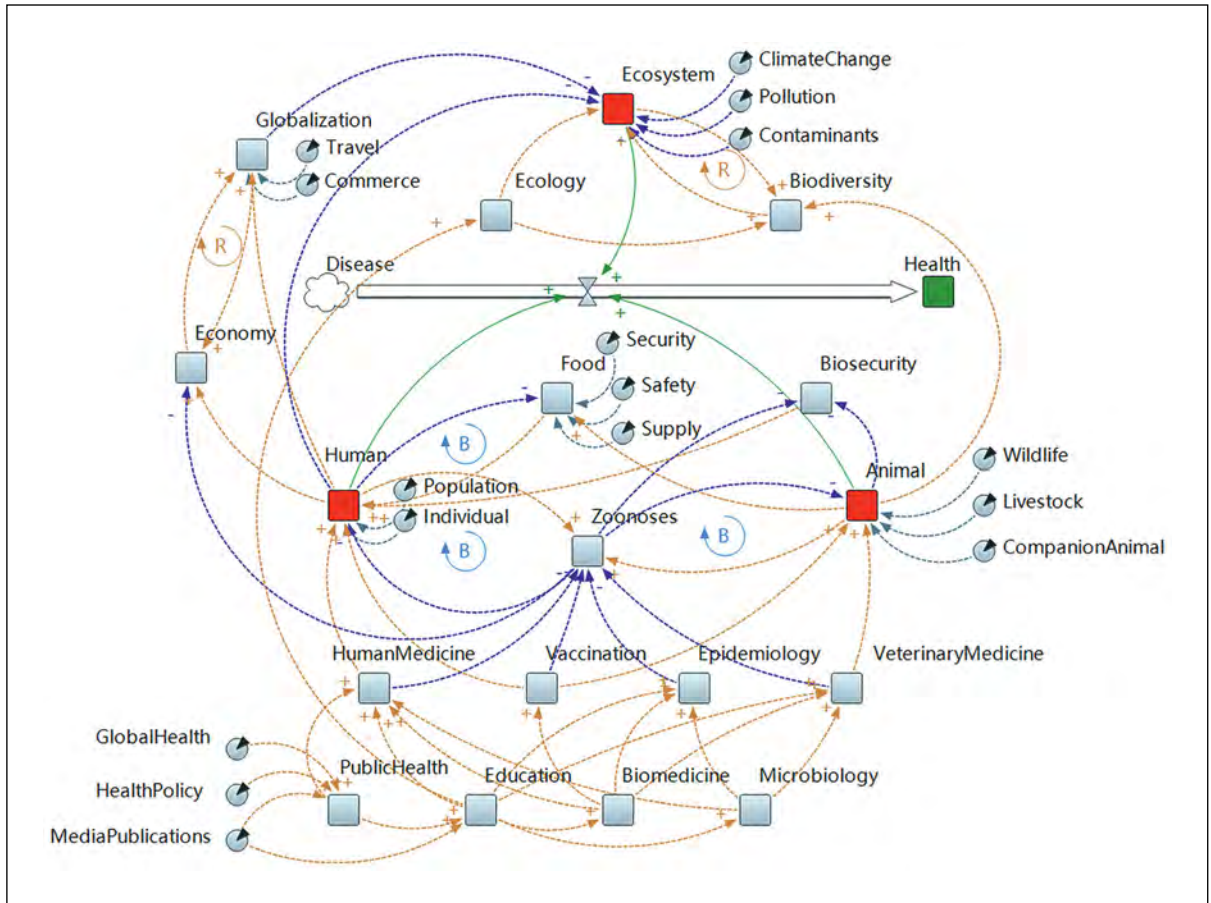 Ecosystem
ClimateChange
Pollution
Contaminants
Globalization
Travel
Commerce
Ecology
R
Biodiversity
R
Disease
Health
Economy
Security
Food
Safety
Supply
Biosecurity
B
Human
Population
Individual
Animal
Wildlife
Livestock
CompanionAnimal
Zoonoses
B
B
HumanMedicine
Vaccination
Epidemiology
VeterinaryMedicine
GlobalHealth
HealthPolicy
MediaPublications
PublicHealth
Education
Biomedicine
Microbiology